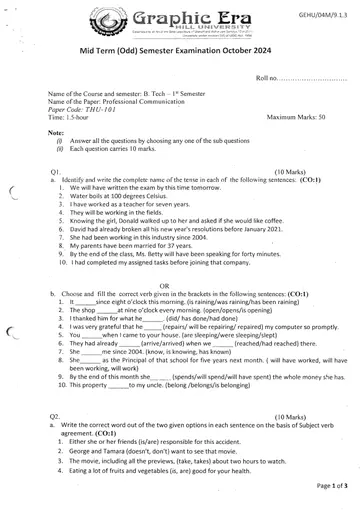 GEHU/04M/9.1.3
Graphic Era
HILL UNIVERSITY
Mid Term (Odd) Semester Examination October 2024
Roll no.............................
Name of the Course and semester: B. Tech – 1st Semester
Name of the Paper: Professional Communication
Paper Code: THU-101
Time: 1.5-hour Maximum Marks: 50
Note:
(i) Answer all the questions by choosing any one of the sub questions
(ii) Each question carries 10 marks.
Q1. (10 Marks)
a. Identify and write the complete name of the tense in each of the following sentences: (CO:1)
1. We will have written the exam by this time tomorrow.
2. Water boils at 100 degrees Celsius.
3. I have worked as a teacher for seven years.
4. They will be working in the fields.
5. Knowing the girl, Donald walked up to her and asked if she would like coffee.
6. David had already broken all his new year's resolutions before January 2021.
7. She had been working in this industry since 2004.
8. My parents have been married for 37 years.
9. By the end of the class, Ms. Betty will have been speaking for forty minutes.
10. I had completed my assigned tasks before joining that company.
OR
b. Choose and fill the correct verb given in the brackets in the following sentences: (CO:1)
1. It ______since eight o'clock this morning. (is raining/was raining/has been raining)
2. The shop ______at nine o'clock every morning. (open/opens/is opening)
3. I thanked him for what he______. (did/ has done/had done)
4. I was very grateful that he _____ (repairs/ will be repairing/ repaired) my computer so promptly.
5. You _____when I came to your house. (are sleeping/were sleeping/slept)
6. They had already _____ (arrive/arrived) when we ______ (reached/had reached) there.
7. She _____me since 2004. (know, is knowing, has known)
8. She_____ as the Principal of that school for five years next month. ( will have worked, will have
been working, will work)
9. By the end of this month she______ (spends/will spend/will have spent) the whole money she has.
10. This property _____to my uncle. (belong /belongs/is belonging)
Q2. (10 Marks)
a. Write the correct word out of the two given options in each sentence on the basis of Subject verb
agreement. (CO:1)
1. Either she or her friends (is/are) responsible for this accident.
2. George and Tamara (doesn't, don't) want to see that movie.
3. The movie, including all the previews, (take, takes) about two hours to watch.
4. Eating a lot of fruits and vegetables (is, are) good for your health.
Page 1 of 3